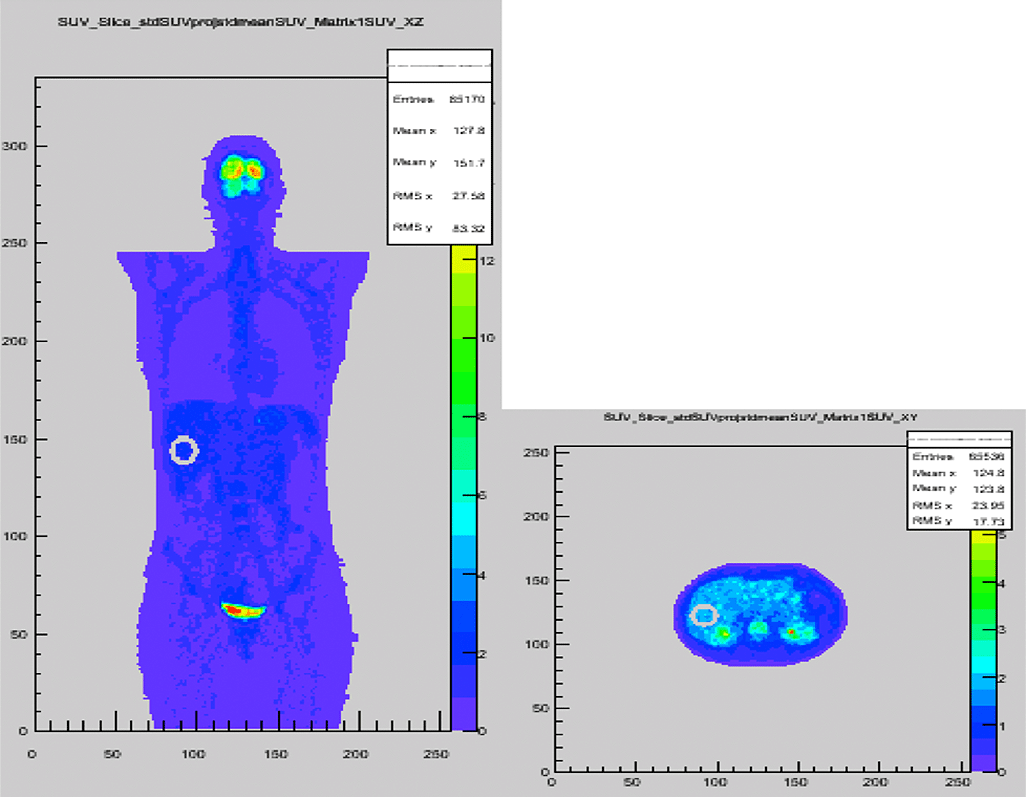 SUV_Slice_stdSUVprojstdmeanSUV_Matrix1SUV_XZ
Entries 65170
Mean x 127.8
Mean y 151.7
RMS x 27.58
RMS y 83.32
300
250
200
150
100
50
0
0 50 100 150 200 250
12
10
8
6
4
2
0
SUV_Slice_stdSUVprojstdmeanSUV_Matrix1SUV_XY
Entries 65536
Mean x 124.8
Mean y 123.8
RMS x 23.95
RMS y 17.73
250
200
150
100
50
0
0 50 100 150 200 250
5
4
3
2
1
0